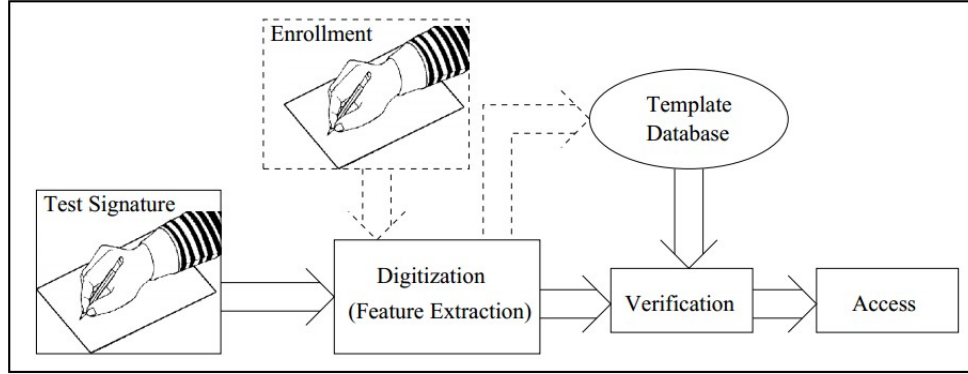 Enrollment
Template
Database
Test Signature
Digitization
(Feature Extraction)
Verification
Access